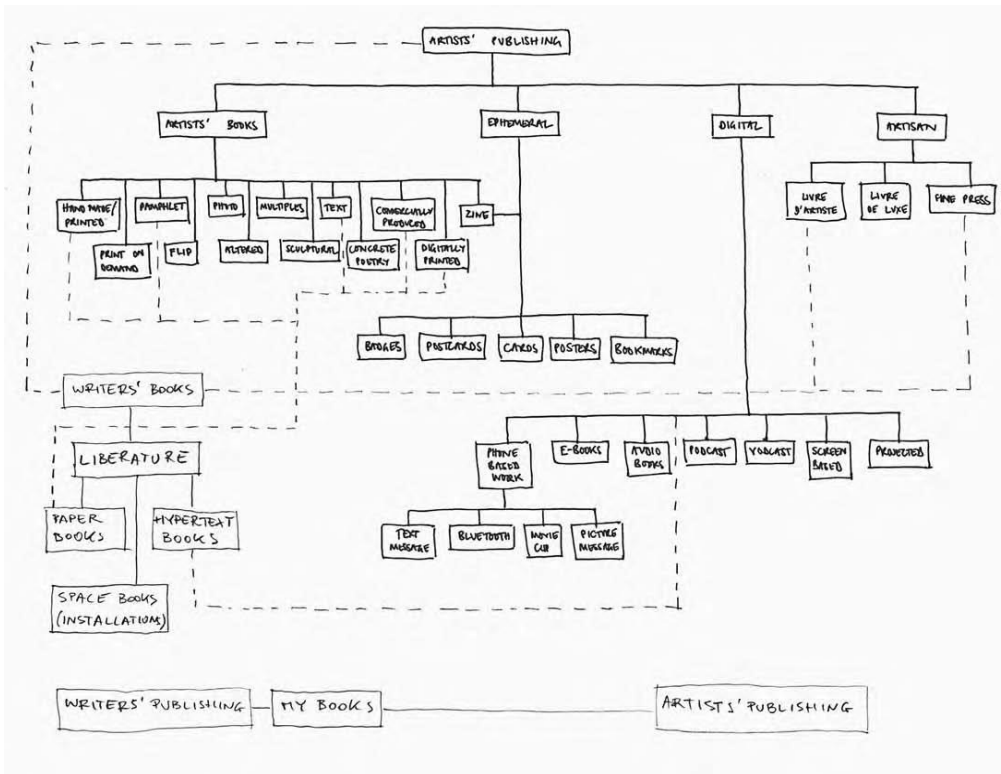 ARTISTS' PUBLISHING
ARTISTS' BOOKS
EPHEMERAL
DIGITAL
ARTISAN
HAND MADE/
PRINTED
PAMPHLET
PHOTO
MULTIPLES
TEXT
COMERCIALLY
PRODUCED
ZINE
LIVRE
D'ARTISTE
LIVRE
DE LUXE
FINE PRESS
PRINT ON
DEMAND
FLIP
ALTERED
SCULATURAL
CONCRETE
POETRY
DIGITALLY
PRINTED
BADGES
POSTCARDS
CARDS
POSTERS
BOOKMARKS
WRITERS' BOOKS
LIBERATURE
PHONE
BASED
WORK
E-BOOKS
AUDIO
BOOKS
PODCAST
VODCAST
SCREEN
BASED
PROJECTED
PAPER
BOOKS
HYPERTEXT
BOOKS
TEXT
MESSAGE
BLUETOOTH
MOVIE
CLIP
PICTURE
MESSAGE
SPACE BOOKS
(INSTALLATIONS)
WRITERS' PUBLISHING
MY BOOKS
ARTISTS' PUBLISHING